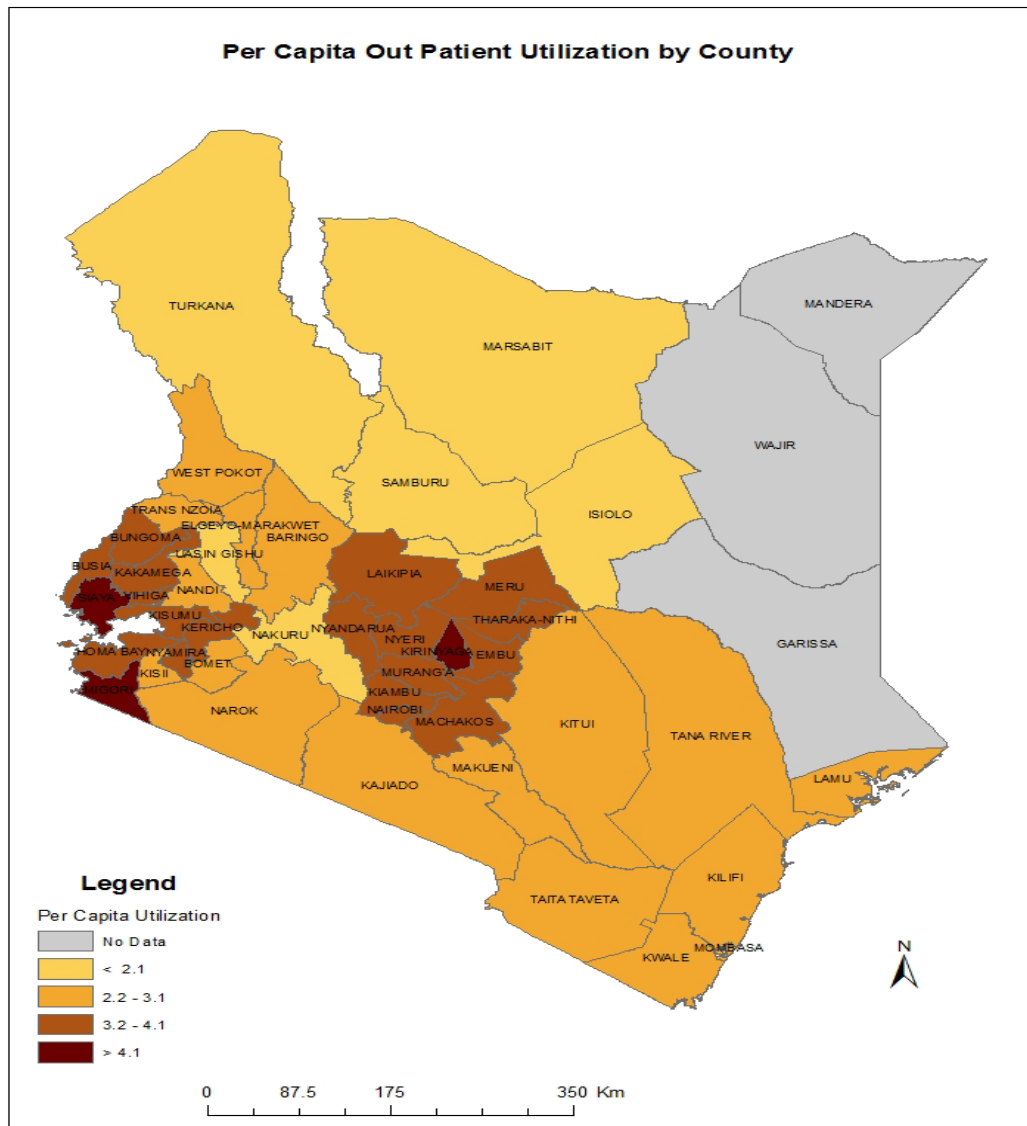 Per Capita Out Patient Utilization by County
MANDERA
TURKANA
MARSABIT
WAJIR
WEST POKOT
SAMBURU
TRANS NZOIA
ISIOLO
ELGEYO-MARAKWET
BUNGOMA
BARINGO
UASIN GISHU
BUSIA
KAKAMEGA
LAIKIPIA
MERU
NANDI
SIAYA
VIHIGA
KISUMU
THARAKA-NITHI
KERICHO
NYANDARUA
NAKURU
NYERI
GARISSA
HOMA BAY
NYAMIRA
KIRINYAGA
EMBU
BOMET
KISII
MURANG'A
MIGORI
KIAMBU
NAROK
NAIROBI
MACHAKOS
KITUI
TANA RIVER
MAKUENI
LAMU
KAJIADO
KILIFI
TAITA TAVETA
MOMBASA
KWALE
N
Legend
Per Capita Utilization
No Data
< 2.1
2.2 - 3.1
3.2 - 4.1
> 4.1
0 87.5 175 350 Km